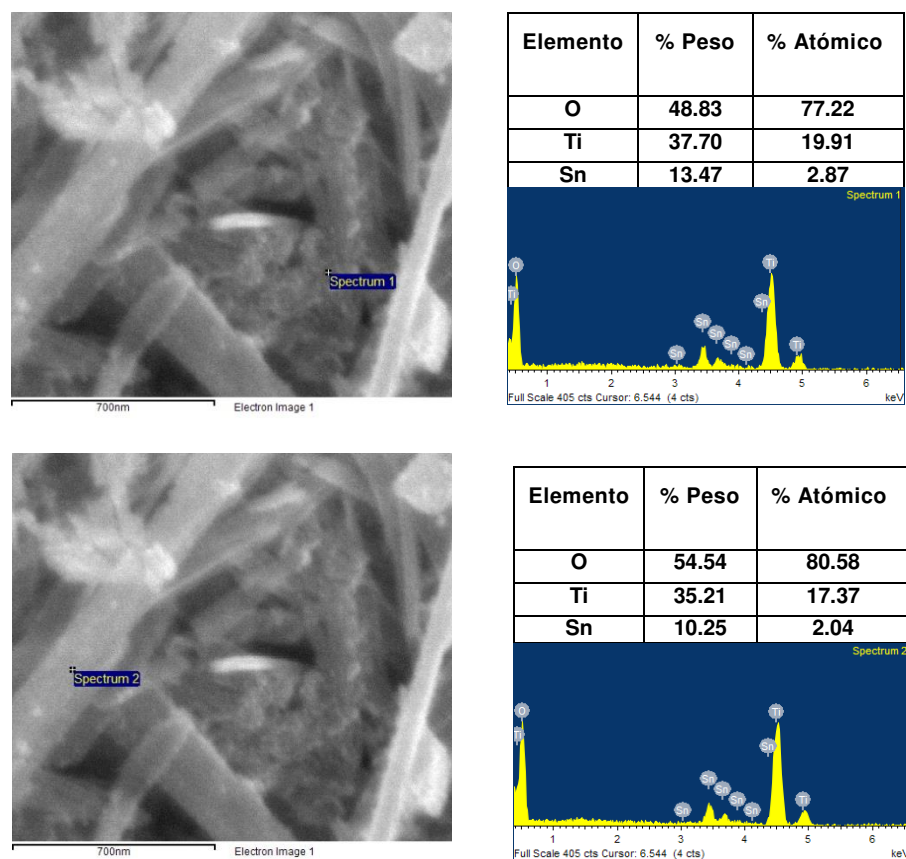 Elemento % Peso % Atómico
O 48.83 77.22
Ti 37.70 19.91
Sn 13.47 2.87
Spectrum 1
Spectrum 1
O
Ti
Sn
Sn
Sn
Sn
Sn
Ti
Ti
1 2 3 4 5 6
Full Scale 405 cts Cursor: 6.544 (4 cts) keV
700nm Electron Image 1
Elemento % Peso % Atómico
O 54.54 80.58
Ti 35.21 17.37
Sn 10.25 2.04
Spectrum 2
Spectrum 2
O
Ti
Sn
Sn
Sn
Sn
Sn
Ti
Ti
1 2 3 4 5 6
Full Scale 405 cts Cursor: 6.544 (4 cts) keV
700nm Electron Image 1